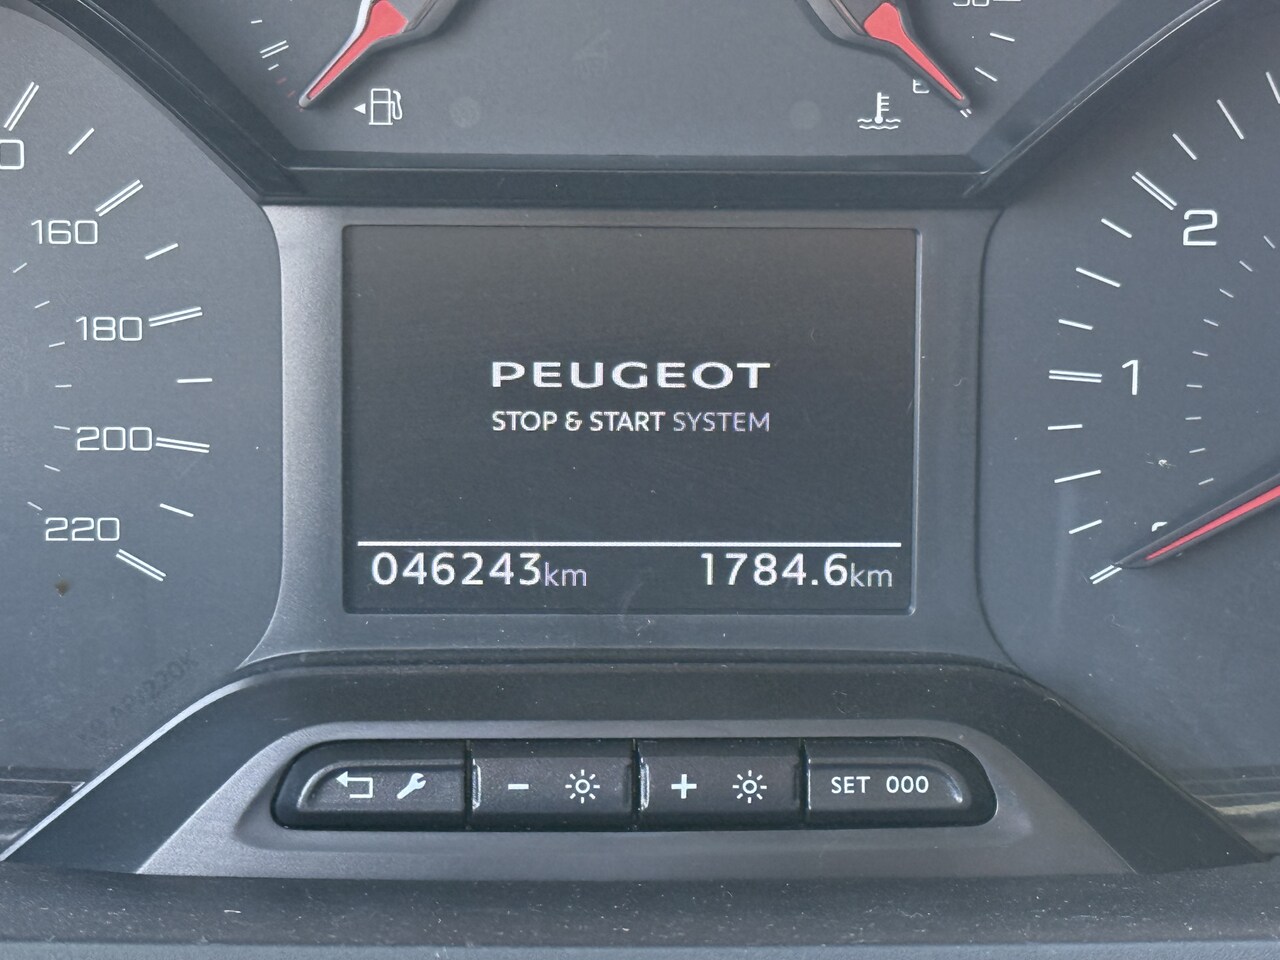 160
2
180
PEUGEOT
1
STOP & START SYSTEM
200
220
046243km 1784.6km
SET 000